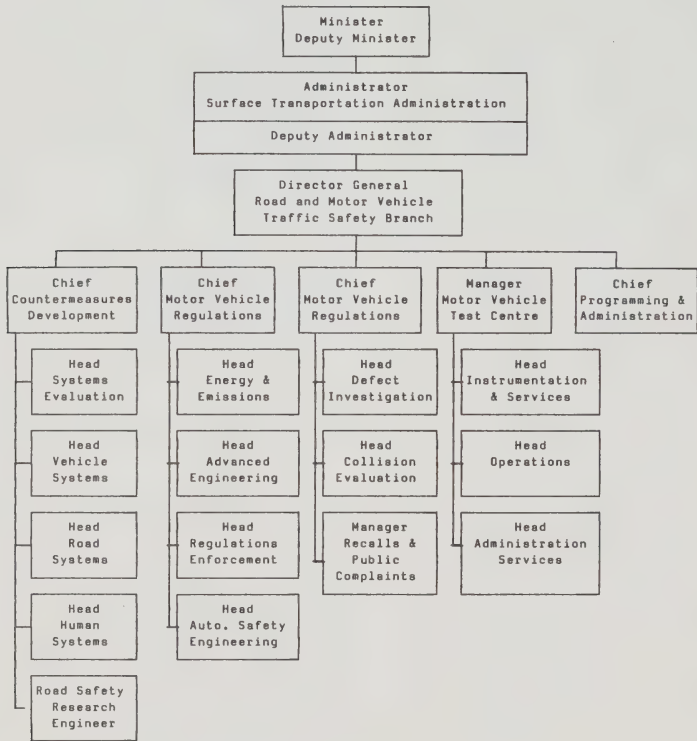 Minister
Deputy Minister
Administrator
Surface Transportation Administration
Deputy Administrator
Director General
Road and Motor Vehicle
Traffic Safety Branch
Chief
Countermeasures
Development
Head
Systems
Evaluation
Head
Vehicle
Systems
Head
Road
Systems
Head
Human
Systems
Road Safety
Research
Engineer
Chief
Motor Vehicle
Regulations
Head
Energy &
Emissions
Head
Advanced
Engineering
Head
Regulations
Enforcement
Head
Auto. Safety
Engineering
Chief
Motor Vehicle
Regulations
Head
Defect
Investigation
Head
Collision
Evaluation
Manager
Recalls &
Public
Complaints
Manager
Motor Vehicle
Test Centre
Head
Instrumentation
& Services
Head
Operations
Head
Administration
Services
Chief
Programming &
Administration